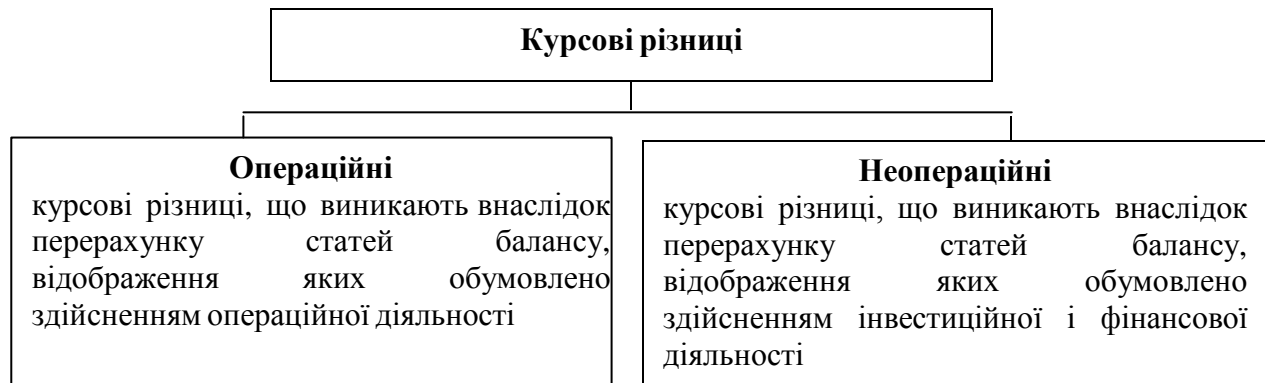 Курсові різниці
Операційні
курсові різниці, що виникають внаслідок
перерахунку статей балансу,
відображення яких обумовлено
здійсненням операційної діяльності
Неопераційні
курсові різниці, що виникають внаслідок
перерахунку статей балансу,
відображення яких обумовлено
здійсненням інвестиційної і фінансової
діяльності